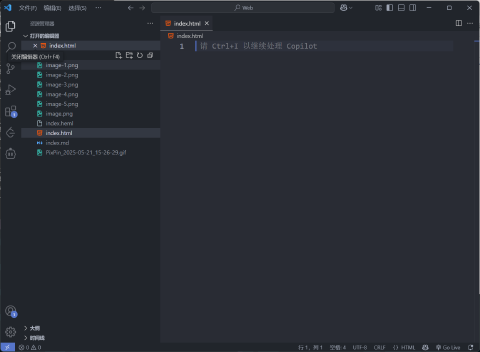 文件(F) 编辑(E) 选择(S) ··· Web
资源管理器 ···
打开的编辑器
index.html
关闭编辑器 (Ctrl+F4)
image-1.png
image-2.png
image-3.png
image-4.png
image-5.png
image.png
index.heml
index.html
index.md
PixPin_2025-05-21_15-26-29.gif
大纲
时间线
index.html
index.html
1 请 Ctrl+i 以继续处理 Copilot
0 0 行 1，列 1 空格: 4 UTF-8 CRLF {} HTML Go Live